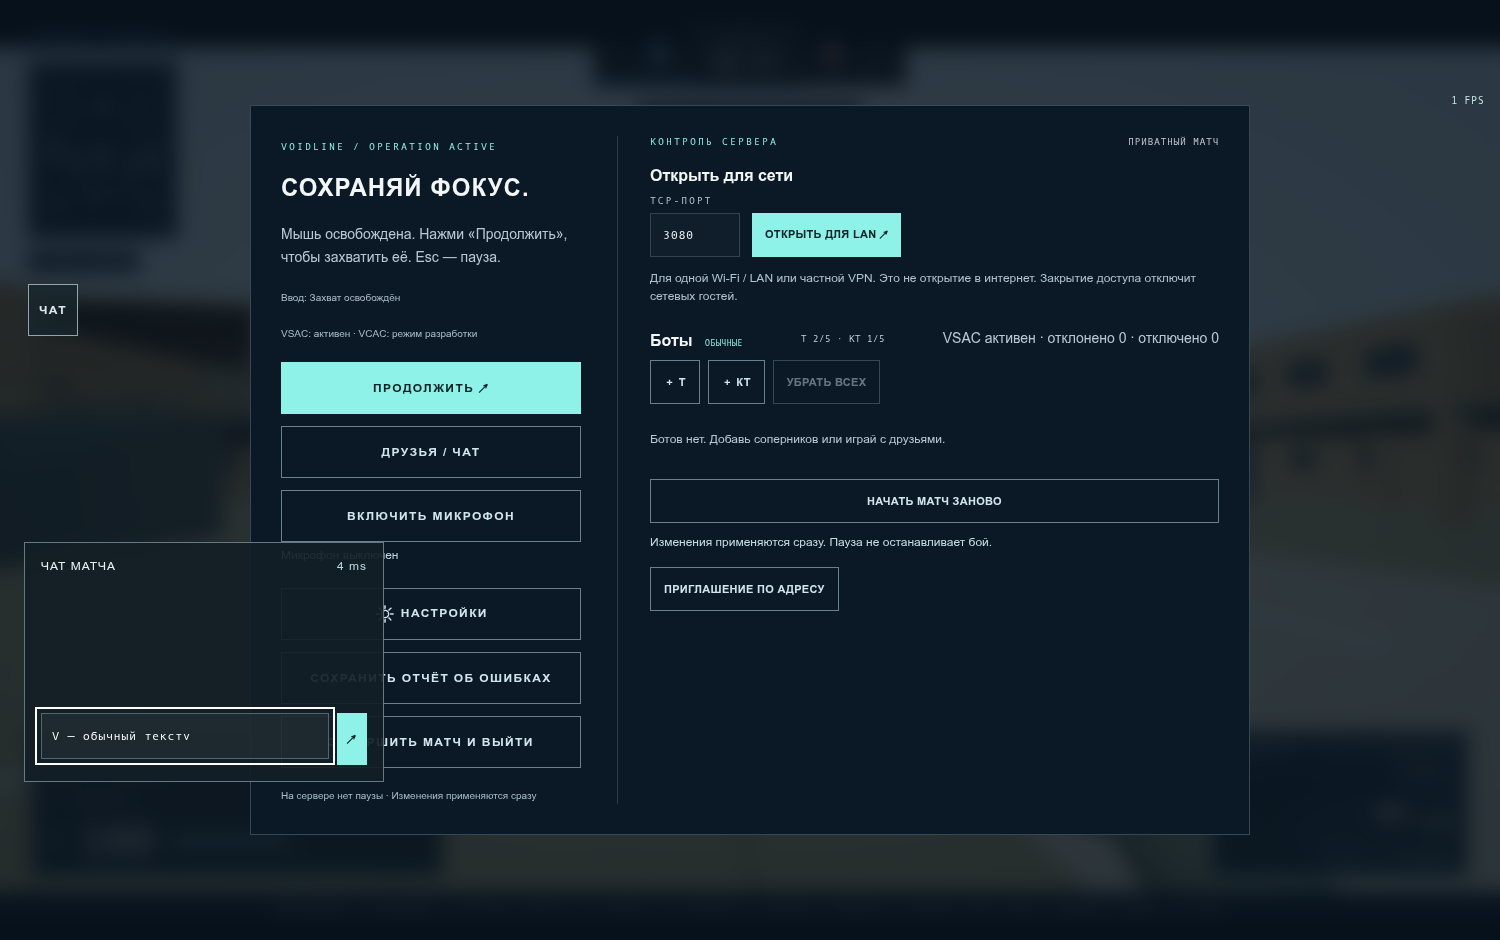 1 FPS
VOIDLINE / OPERATION ACTIVE
СОХРАНЯЙ ФОКУС.
Мышь освобождена. Нажми «Продолжить»,
чтобы захватить её. Esc — пауза.
Ввод: Захват освобождён
VSAC: активен · VCAC: режим разработки
ПРОДОЛЖИТЬ ↗
ДРУЗЬЯ / ЧАТ
ВКЛЮЧИТЬ МИКРОФОН
Микрофон выключен
НАСТРОЙКИ
СОХРАНИТЬ ОТЧЁТ ОБ ОШИБКАХ
ШИТЬ МАТЧ И ВЫЙТИ
На сервере нет паузы · Изменения применяются сразу
КОНТРОЛЬ СЕРВЕРА
ПРИВАТНЫЙ МАТЧ
Открыть для сети
TCP-ПОРТ
3080
ОТКРЫТЬ ДЛЯ LAN ↗
Для одной Wi-Fi / LAN или частной VPN. Это не открытие в интернет. Закрытие доступа отключит
сетевых гостей.
Боты ОБЫЧНЫЕ T 2/5 · КТ 1/5 VSAC активен · отклонено 0 · отключено 0
+ T
+ КТ
УБРАТЬ ВСЕХ
Ботов нет. Добавь соперников или играй с друзьями.
НАЧАТЬ МАТЧ ЗАНОВО
Изменения применяются сразу. Пауза не останавливает бой.
ПРИГЛАШЕНИЕ ПО АДРЕСУ
ЧАТ
ЧАТ МАТЧА
4 ms
V — обычный текстv
↗